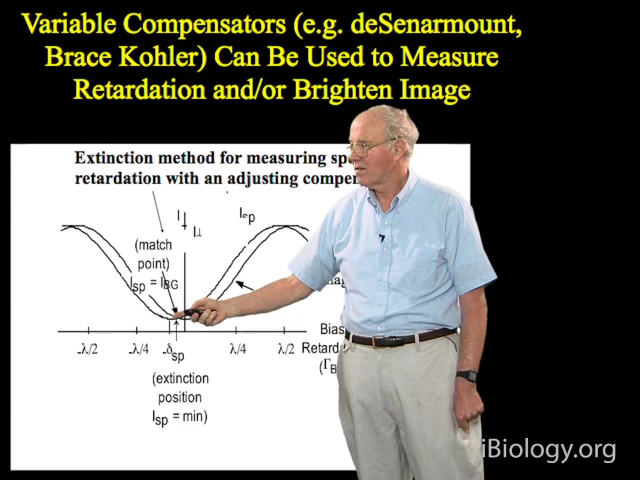 Variable Compensators (e.g. deSenarmount,
Brace Kohler) Can Be Used to Measure
Retardation and/or Brighten Image
Extinction method for measuring
retardation with an adjusting
(match
point)
Isp = IBG
I
I⊥
Isp
-λ/2 -λ/4 -δsp λ/4 λ/2
Bias
(ΓB
(extinction
position
Isp = min)
iBiology.org